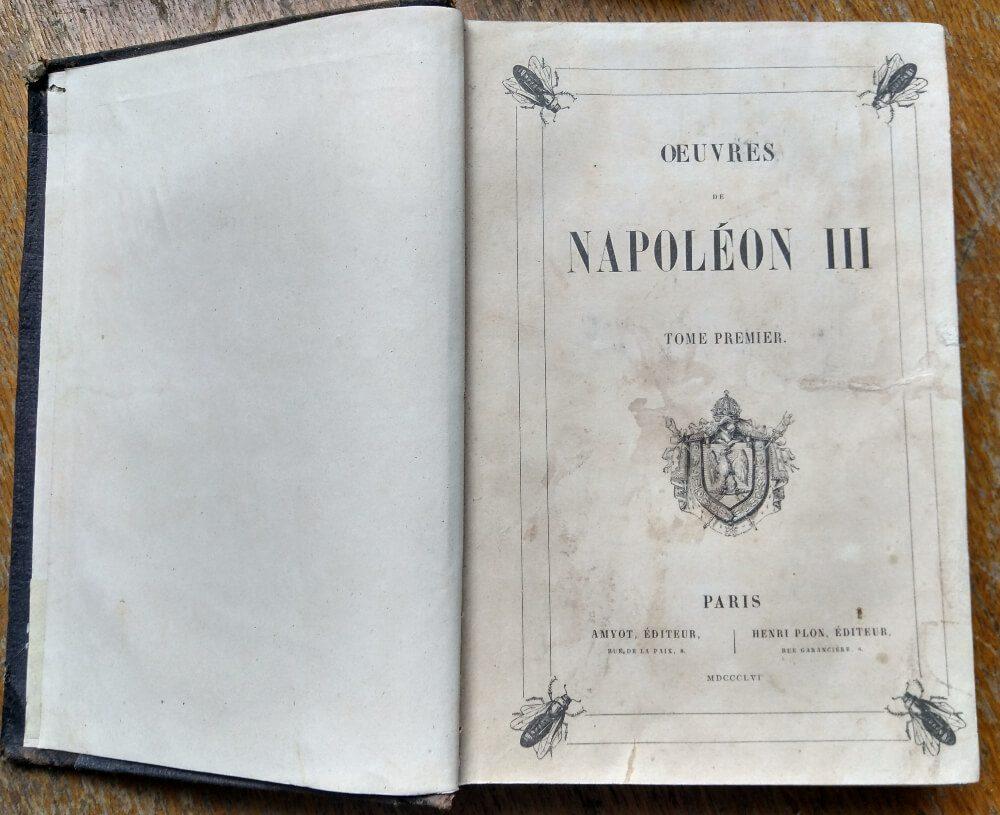 ŒUVRES
DE
NAPOLÉON III
TOME PREMIER.
PARIS
AMYOT, ÉDITEUR,
RUE DE LA PAIX, 8.
HENRI PLON, ÉDITEUR,
RUE GARANCIÈRE, 8.
MDCCCLVI